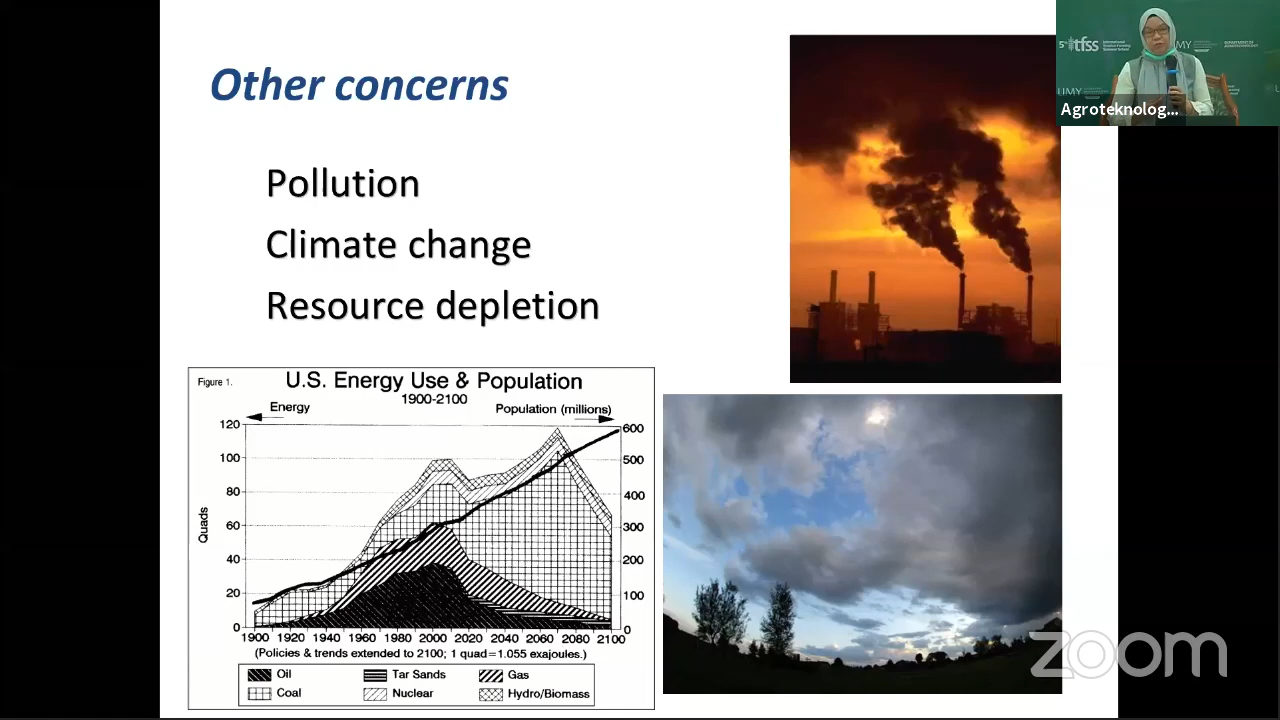 Other concerns
Pollution
Climate change
Resource depletion
Figure 1.
U.S. Energy Use & Population
1900-2100
Energy
Population (millions)
120
100
80
60
40
20
0
Quads
600
500
400
300
200
100
0
1900 1920 1940 1960 1980 2000 2020 2040 2060 2080 2100
(Policies & trends extended to 2100; 1 quad=1.055 exajoules.)
Oil
Tar Sands
Gas
Coal
Nuclear
Hydro/Biomass
tfss
UMY
Agroteknolog...
zoom